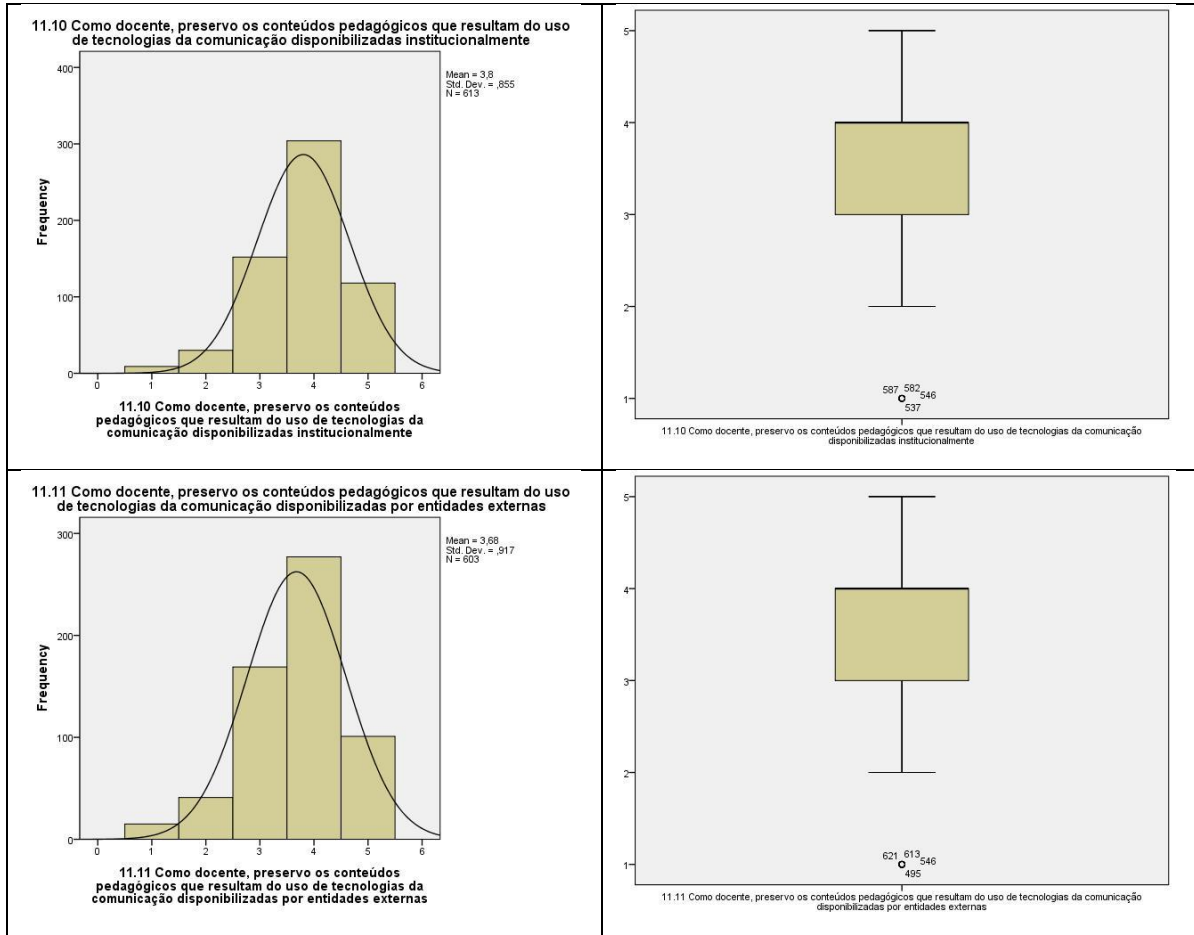 11.10 Como docente, preservo os conteúdos pedagógicos que resultam do uso
de tecnologias da comunicação disponibilizadas institucionalmente
400
300
200
100
0
Frequency
Mean = 3,8
Std. Dev. = ,855
N = 613
0 1 2 3 4 5 6
11.10 Como docente, preservo os conteúdos
pedagógicos que resultam do uso de tecnologias da
comunicação disponibilizadas institucionalmente
5
4
3
2
1
587 582 546
537
11.10 Como docente, preservo os conteúdos pedagógicos que resultam do uso de tecnologias da comunicação
disponibilizadas institucionalmente
11.11 Como docente, preservo os conteúdos pedagógicos que resultam do uso
de tecnologias da comunicação disponibilizadas por entidades externas
300
200
100
0
Frequency
Mean = 3,68
Std. Dev. = ,917
N = 603
0 1 2 3 4 5 6
11.11 Como docente, preservo os conteúdos
pedagógicos que resultam do uso de tecnologias da
comunicação disponibilizadas por entidades externas
5
4
3
2
1
621 613 546
495
11.11 Como docente, preservo os conteúdos pedagógicos que resultam do uso de tecnologias da comunicação
disponibilizadas por entidades externas